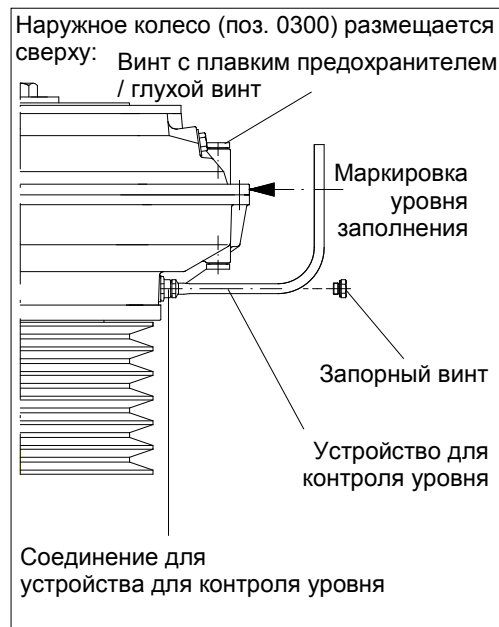 Наружное колесо (поз. 0300) размещается
сверху:
Винт с плавким предохранителем
/ глухой винт
Маркировка
уровня
заполнения
Запорный винт
Устройство для
контроля уровня
Соединение для
устройства для контроля уровня